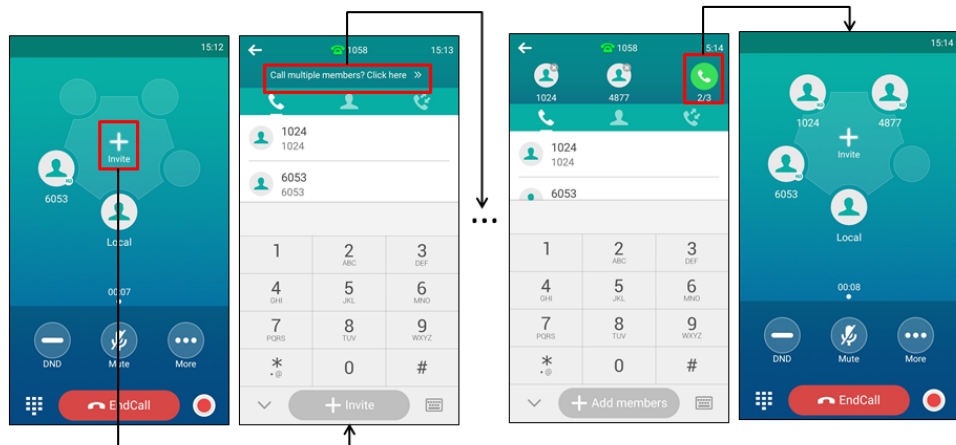 15:12
Invite
6053
Local
00:07
DND
Mute
More
EndCall
1058
15:13
Call multiple members? Click here »
1024
1024
6053
6053
1
2
ABC
3
DEF
4
GHI
5
JKL
6
MNO
7
PQRS
8
TUV
9
WXYZ
*
.@
0
#
+ Invite
...
1058
5:14
1024
4877
2/3
1024
1024
6053
1
2
ABC
3
DEF
4
GHI
5
JKL
6
MNO
7
PQRS
8
TUV
9
WXYZ
*
.@
0
#
+ Add members
15:14
1024
4877
Invite
6053
Local
00:08
DND
Mute
More
EndCall